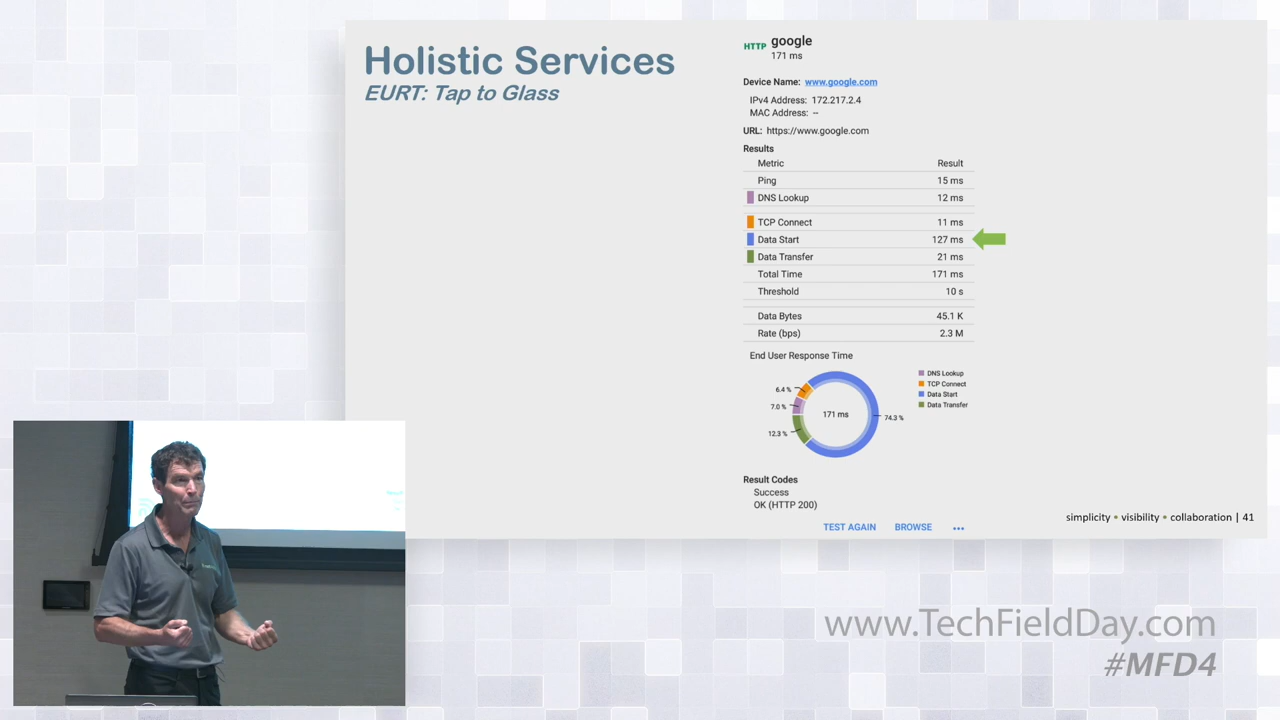 Holistic Services
EURT: Tap to Glass
HTTP google
171 ms
Device Name: www.google.com
IPv4 Address: 172.217.2.4
MAC Address: --
URL: https://www.google.com
Results
Metric Result
Ping 15 ms
DNS Lookup 12 ms
TCP Connect 11 ms
Data Start 127 ms
Data Transfer 21 ms
Total Time 171 ms
Threshold 10 s
Data Bytes 45.1 K
Rate (bps) 2.3 M
End User Response Time
6.4 %
7.0 %
12.3 %
171 ms
74.3 %
DNS Lookup
TCP Connect
Data Start
Data Transfer
Result Codes
Success
OK (HTTP 200)
TEST AGAIN BROWSE •••
simplicity • visibility • collaboration | 41
www.TechFieldDay.com
#MFD4